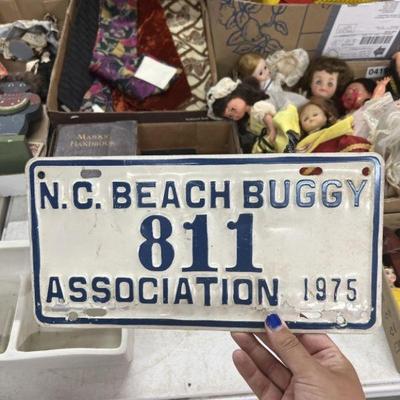 N.C. BEACH BUGGY
811
ASSOCIATION 1975